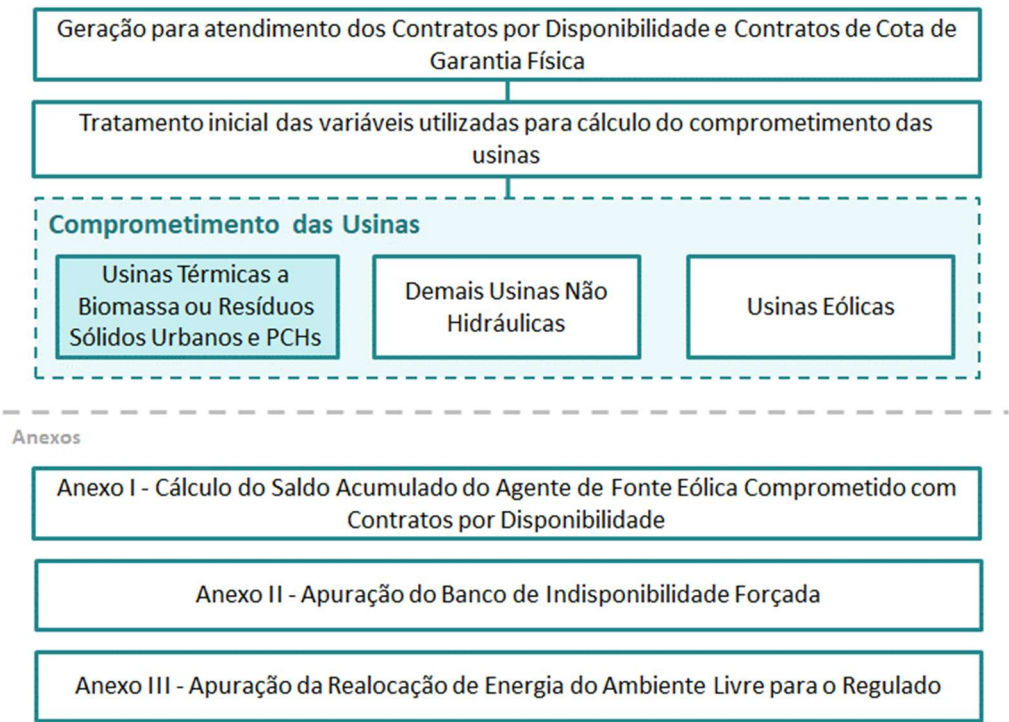 Geração para atendimento dos Contratos por Disponibilidade e Contratos de Cota de
Garantia Física
Tratamento inicial das variáveis utilizadas para cálculo do comprometimento das
usinas
Comprometimento das Usinas
Usinas Térmicas a
Biomassa ou Resíduos
Sólidos Urbanos e PCHs
Demais Usinas Não
Hidráulicas
Usinas Eólicas
Anexos
Anexo I - Cálculo do Saldo Acumulado do Agente de Fonte Eólica Comprometido com
Contratos por Disponibilidade
Anexo II - Apuração do Banco de Indisponibilidade Forçada
Anexo III - Apuração da Realocação de Energia do Ambiente Livre para o Regulado